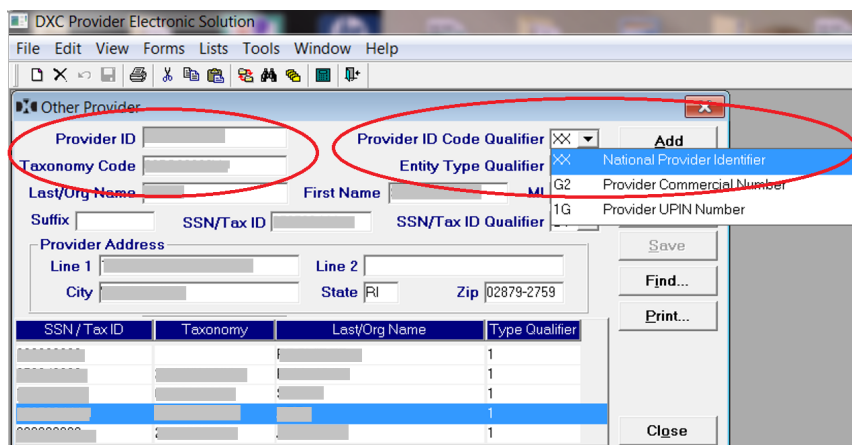 DXC Provider Electronic Solution
File Edit View Forms Lists Tools Window Help
Other Provider
Provider ID Provider ID Code Qualifier XX Add
Taxonomy Code Entity Type Qualifier XX National Provider Identifier
Last/Org Name First Name MI G2 Provider Commercial Number
Suffix SSN/Tax ID SSN/Tax ID Qualifier 1G Provider UPIN Number
Provider Address Save
Line 1 Line 2
City State RI Zip 02879-2759 Find...
Print...
SSN / Tax ID Taxonomy Last/Org Name Type Qualifier
1
1
1
1
1
Close